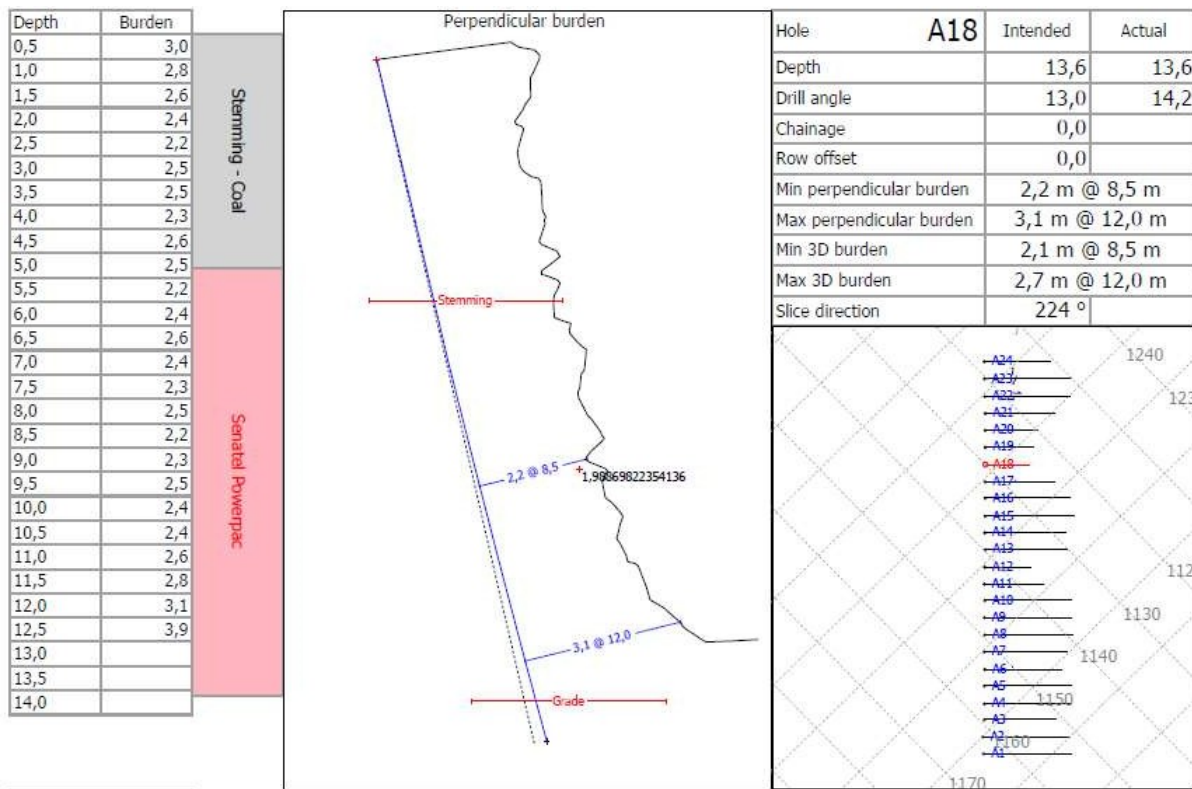 Depth Burden
0,5 3,0
1,0 2,8
1,5 2,6
2,0 2,4
2,5 2,2
3,0 2,5
3,5 2,5
4,0 2,3
4,5 2,6
5,0 2,5
5,5 2,2
6,0 2,4
6,5 2,6
7,0 2,4
7,5 2,3
8,0 2,5
8,5 2,2
9,0 2,3
9,5 2,5
10,0 2,4
10,5 2,4
11,0 2,6
11,5 2,8
12,0 3,1
12,5 3,9
13,0
13,5
14,0
Stemming - Coal
Senatel Powerpac
Perpendicular burden
Stemming
2,2 @ 8,5
3,1 @ 12,0
Grade
Hole A18 Intended Actual
Depth 13,6 13,6
Drill angle 13,0 14,2
Chainage 0,0
Row offset 0,0
Min perpendicular burden 2,2 m @ 8,5 m
Max perpendicular burden 3,1 m @ 12,0 m
Min 3D burden 2,1 m @ 8,5 m
Max 3D burden 2,7 m @ 12,0 m
Slice direction 224 °
A24
A23
A22
A21
A20
A19
A18
A17
A16
A15
A14
A13
A12
A11
A10
A9
A8
A7
A6
A5
A4
A3
A2
A1
1240
1130
1140
1150
1160
1170